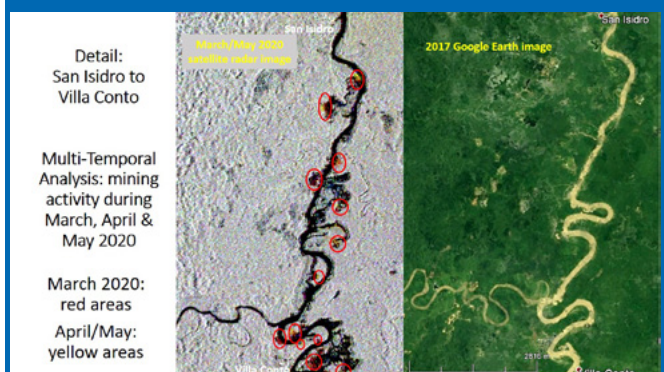 Detail:
San Isidro to
Villa Conto
Multi-Temporal
Analysis: mining
activity during
March, April &
May 2020
March 2020:
red areas
April/May:
yellow areas
San Isidro
March/May 2020
satellite radar image
Villa Conto
2017 Google Earth image
San Isidro
Villa Conto